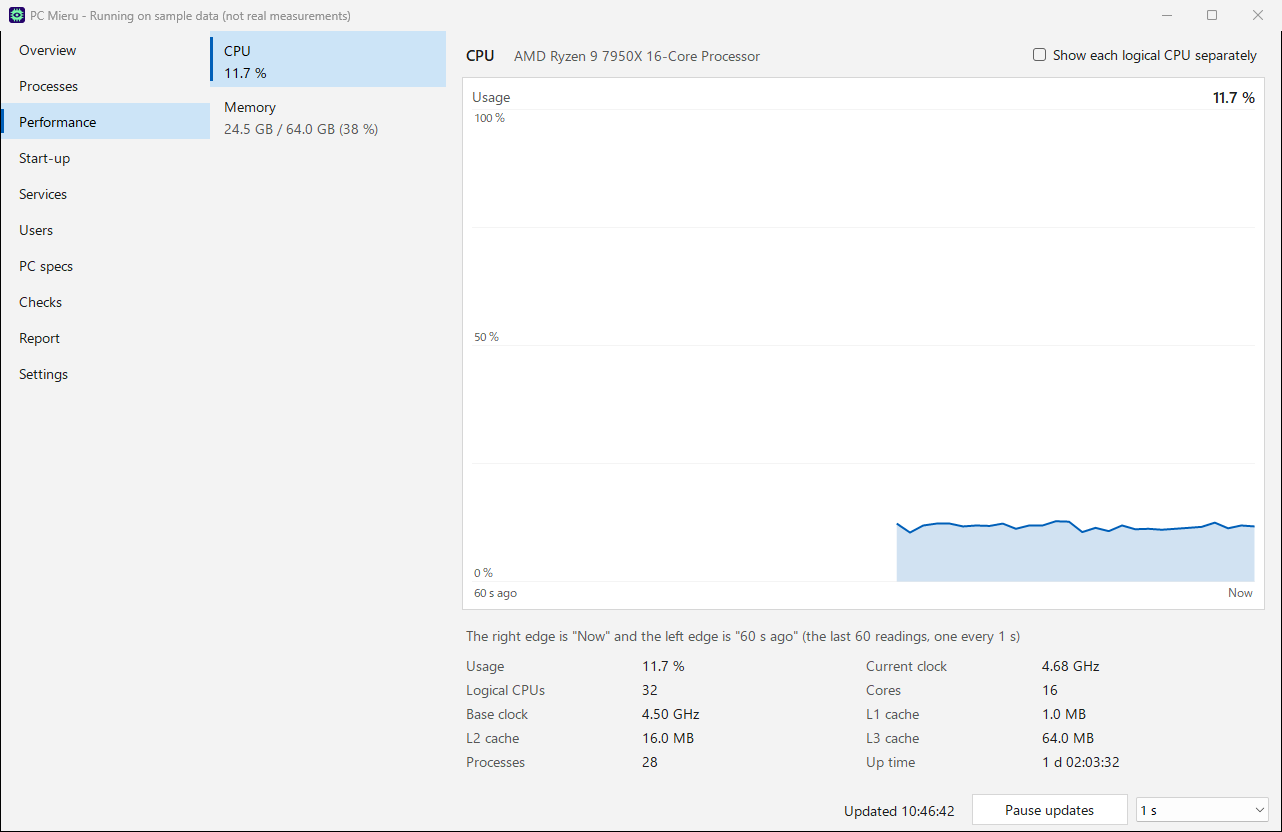 PC Mieru - Running on sample data (not real measurements)
Overview
Processes
Performance
Start-up
Services
Users
PC specs
Checks
Report
Settings
CPU
11.7 %
Memory
24.5 GB / 64.0 GB (38 %)
CPU AMD Ryzen 9 7950X 16-Core Processor
Show each logical CPU separately
Usage 11.7 %
100 %
50 %
0 %
60 s ago Now
The right edge is "Now" and the left edge is "60 s ago" (the last 60 readings, one every 1 s)
Usage 11.7 % Current clock 4.68 GHz
Logical CPUs 32 Cores 16
Base clock 4.50 GHz L1 cache 1.0 MB
L2 cache 16.0 MB L3 cache 64.0 MB
Processes 28 Up time 1 d 02:03:32
Updated 10:46:42 Pause updates 1 s